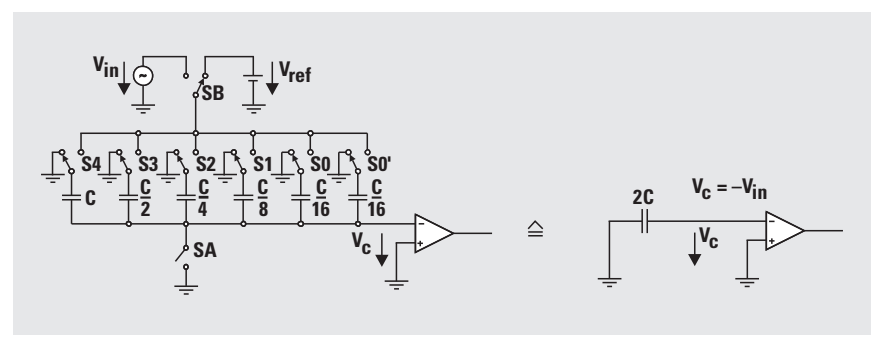 Vin
Vref
~
SB
S4 S3 S2 S1 S0 S0'
C C/2 C/4 C/8 C/16 C/16
SA
Vc
−
+
≙
2C
Vc = −Vin
Vc
−
+